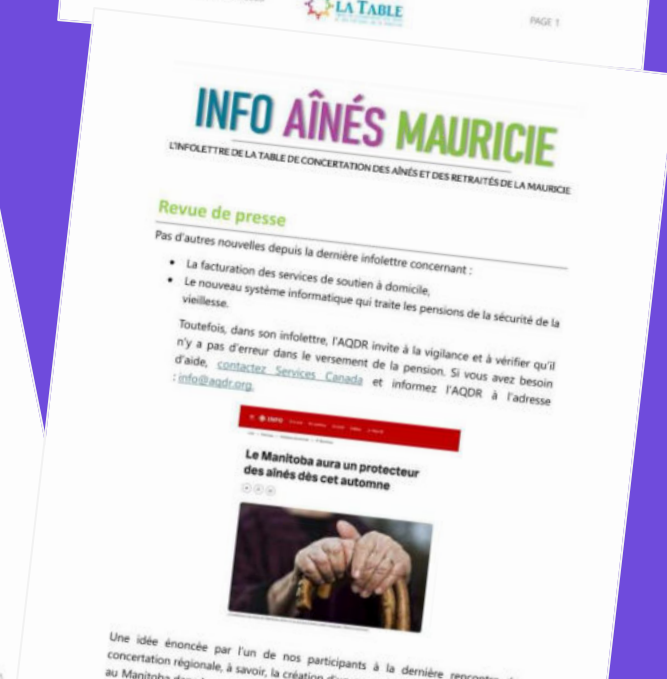 LA TABLE
PAGE 1
INFO AÎNÉS MAURICIE
L'INFOLETTRE DE LA TABLE DE CONCERTATION DES AÎNÉS ET DES RETRAITÉS DE LA MAURICIE
Revue de presse
Pas d'autres nouvelles depuis la dernière infolettre concernant :
• La facturation des services de soutien à domicile,
• Le nouveau système informatique qui traite les pensions de la sécurité de la
vieillesse.
Toutefois, dans son infolettre, l'AQDR invite à la vigilance et à vérifier qu'il
n'y a pas d'erreur dans le versement de la pension. Si vous avez besoin
d'aide, contactez Services Canada et informez l'AQDR à l'adresse
: info@aqdr.org.
INFO
Le Manitoba aura un protecteur
des aînés dès cet automne
Une idée énoncée par l'un de nos participants à la dernière rencontre
concertation régionale, à savoir, la création
au Manitoba